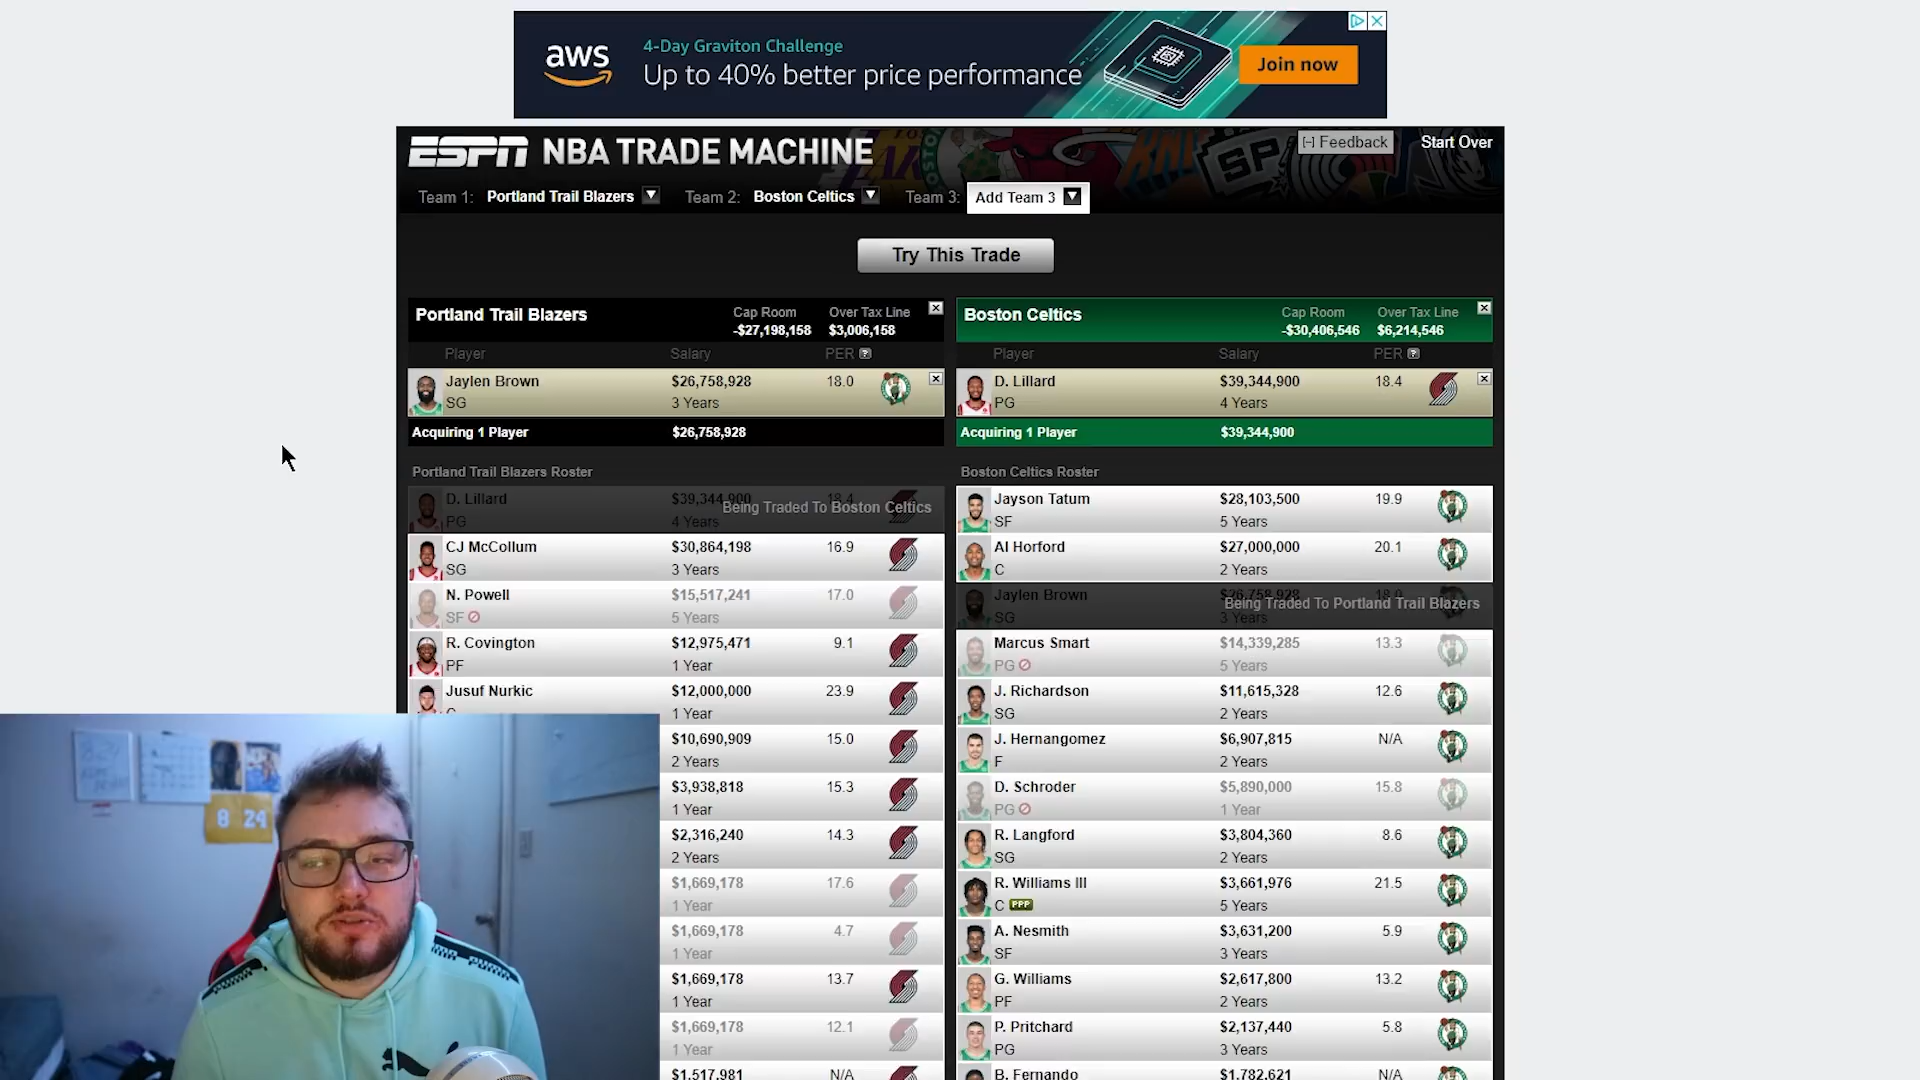 aws
4-Day Graviton Challenge
Up to 40% better price performance
Join now
ESPN NBA TRADE MACHINE
[-] Feedback
Start Over
Team 1: Portland Trail Blazers Team 2: Boston Celtics Team 3: Add Team 3
Try This Trade
Portland Trail Blazers
Cap Room Over Tax Line
-$27,198,158 $3,006,158
Player Salary PER ?
Jaylen Brown $26,758,928 18.0
SG 3 Years
Acquiring 1 Player $26,758,928
Portland Trail Blazers Roster
D. Lillard $39,344,900 18.4
Being Traded To Boston Celtics
PG 4 Years
CJ McCollum $30,864,198 16.9
SG 3 Years
N. Powell $15,517,241 17.0
SF 5 Years
R. Covington $12,975,471 9.1
PF 1 Year
Jusuf Nurkic $12,000,000 23.9
1 Year
$10,690,909 15.0
2 Years
$3,938,818 15.3
1 Year
$2,316,240 14.3
2 Years
$1,669,178 17.6
1 Year
$1,669,178 4.7
1 Year
$1,669,178 13.7
1 Year
$1,669,178 12.1
1 Year
$1,517,981 N/A
Boston Celtics
Cap Room Over Tax Line
-$30,406,546 $6,214,546
Player Salary PER ?
D. Lillard $39,344,900 18.4
PG 4 Years
Acquiring 1 Player $39,344,900
Boston Celtics Roster
Jayson Tatum $28,103,500 19.9
SF 5 Years
Al Horford $27,000,000 20.1
C 2 Years
Jaylen Brown $26,758,928 18.0
Being Traded To Portland Trail Blazers
SG 3 Years
Marcus Smart $14,339,285 13.3
PG 5 Years
J. Richardson $11,615,328 12.6
SG 2 Years
J. Hernangomez $6,907,815 N/A
F 2 Years
D. Schroder $5,890,000 15.8
PG 1 Year
R. Langford $3,804,360 8.6
SG 2 Years
R. Williams III $3,661,976 21.5
C PPP 5 Years
A. Nesmith $3,631,200 5.9
SF 3 Years
G. Williams $2,617,800 13.2
PF 2 Years
P. Pritchard $2,137,440 5.8
PG 3 Years
B. Fernando $1,782,621 N/A
8 24